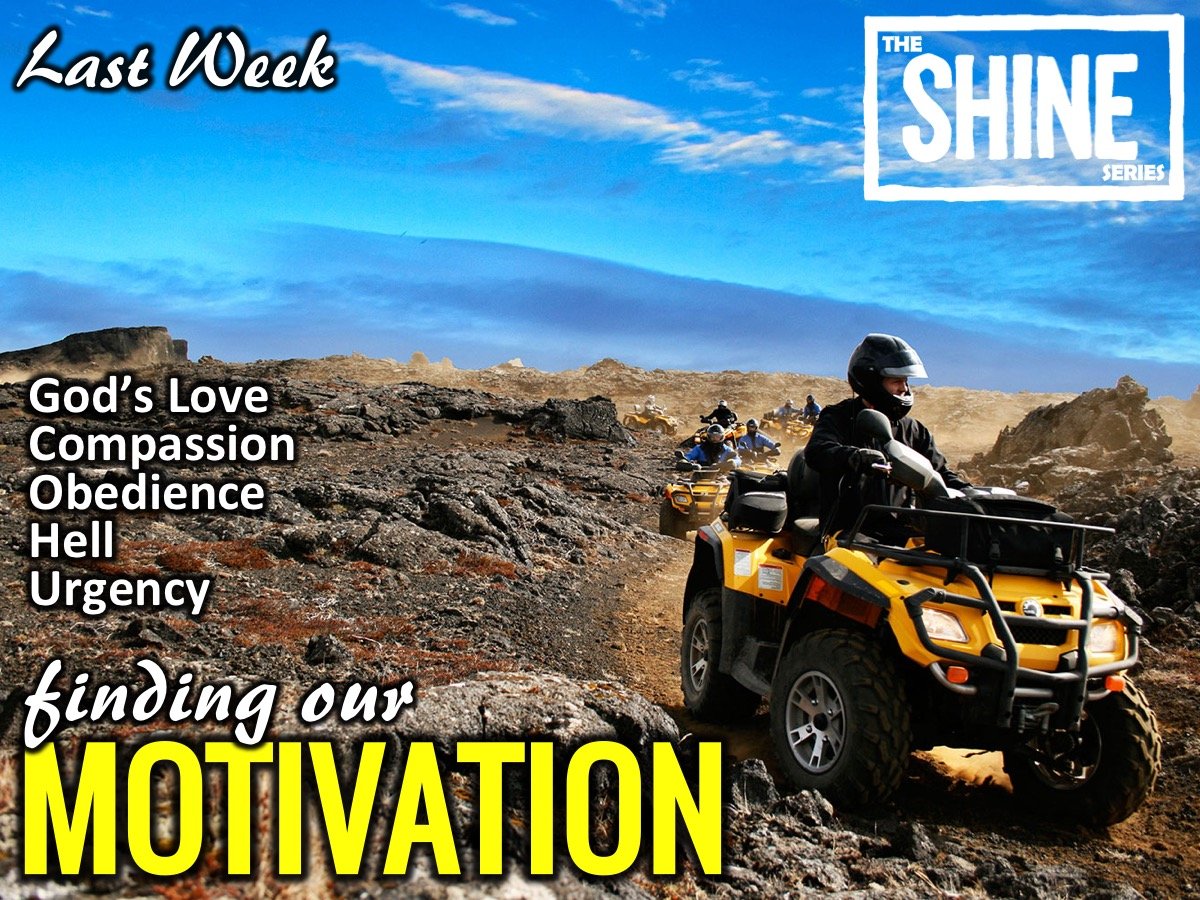 Last Week
THE
SHINE
SERIES
God's Love
Compassion
Obedience
Hell
Urgency
finding our
MOTIVATION